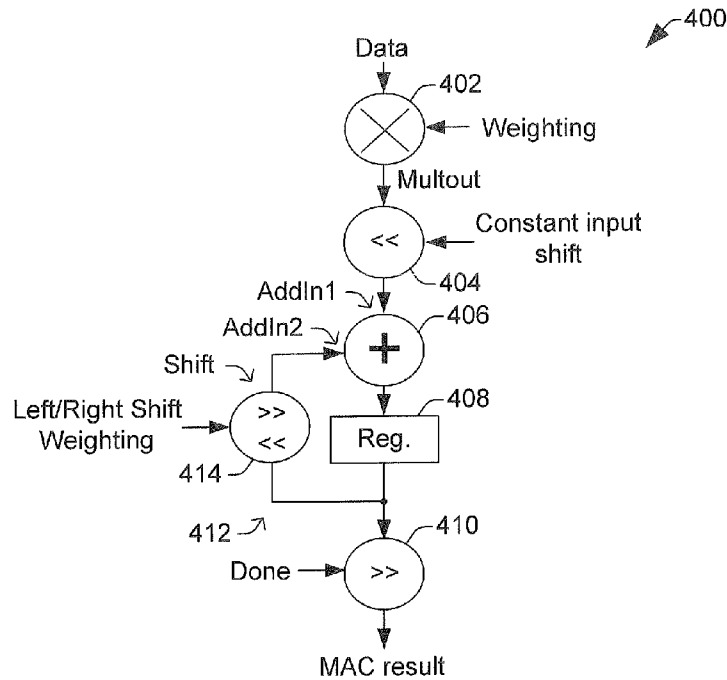 400
Data
402
Weighting
Multout
<<
Constant input
shift
404
AddIn1
406
AddIn2
+
Shift
408
Left/Right Shift
Weighting
>>
<<
Reg.
414
412
410
Done
>>
MAC result